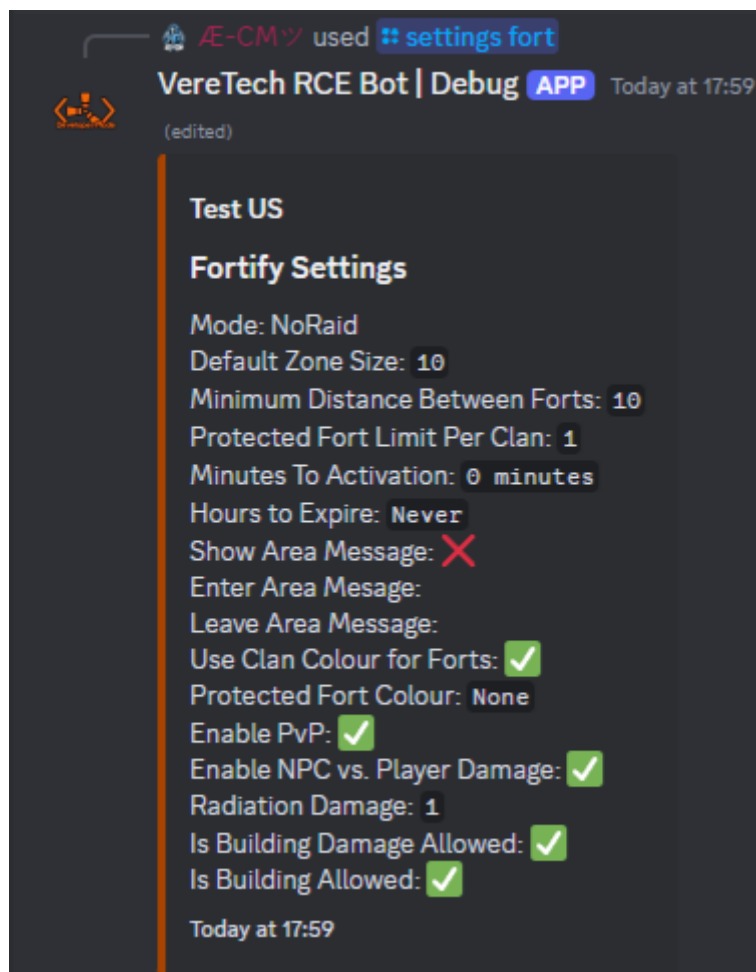 Æ-CMツ used settings fort
VereTech RCE Bot | Debug APP Today at 17:59
(edited)
Test US
Fortify Settings
Mode: NoRaid
Default Zone Size: 10
Minimum Distance Between Forts: 10
Protected Fort Limit Per Clan: 1
Minutes To Activation: 0 minutes
Hours to Expire: Never
Show Area Message: ❌
Enter Area Mesage:
Leave Area Message:
Use Clan Colour for Forts: ✅
Protected Fort Colour: None
Enable PvP: ✅
Enable NPC vs. Player Damage: ✅
Radiation Damage: 1
Is Building Damage Allowed: ✅
Is Building Allowed: ✅
Today at 17:59